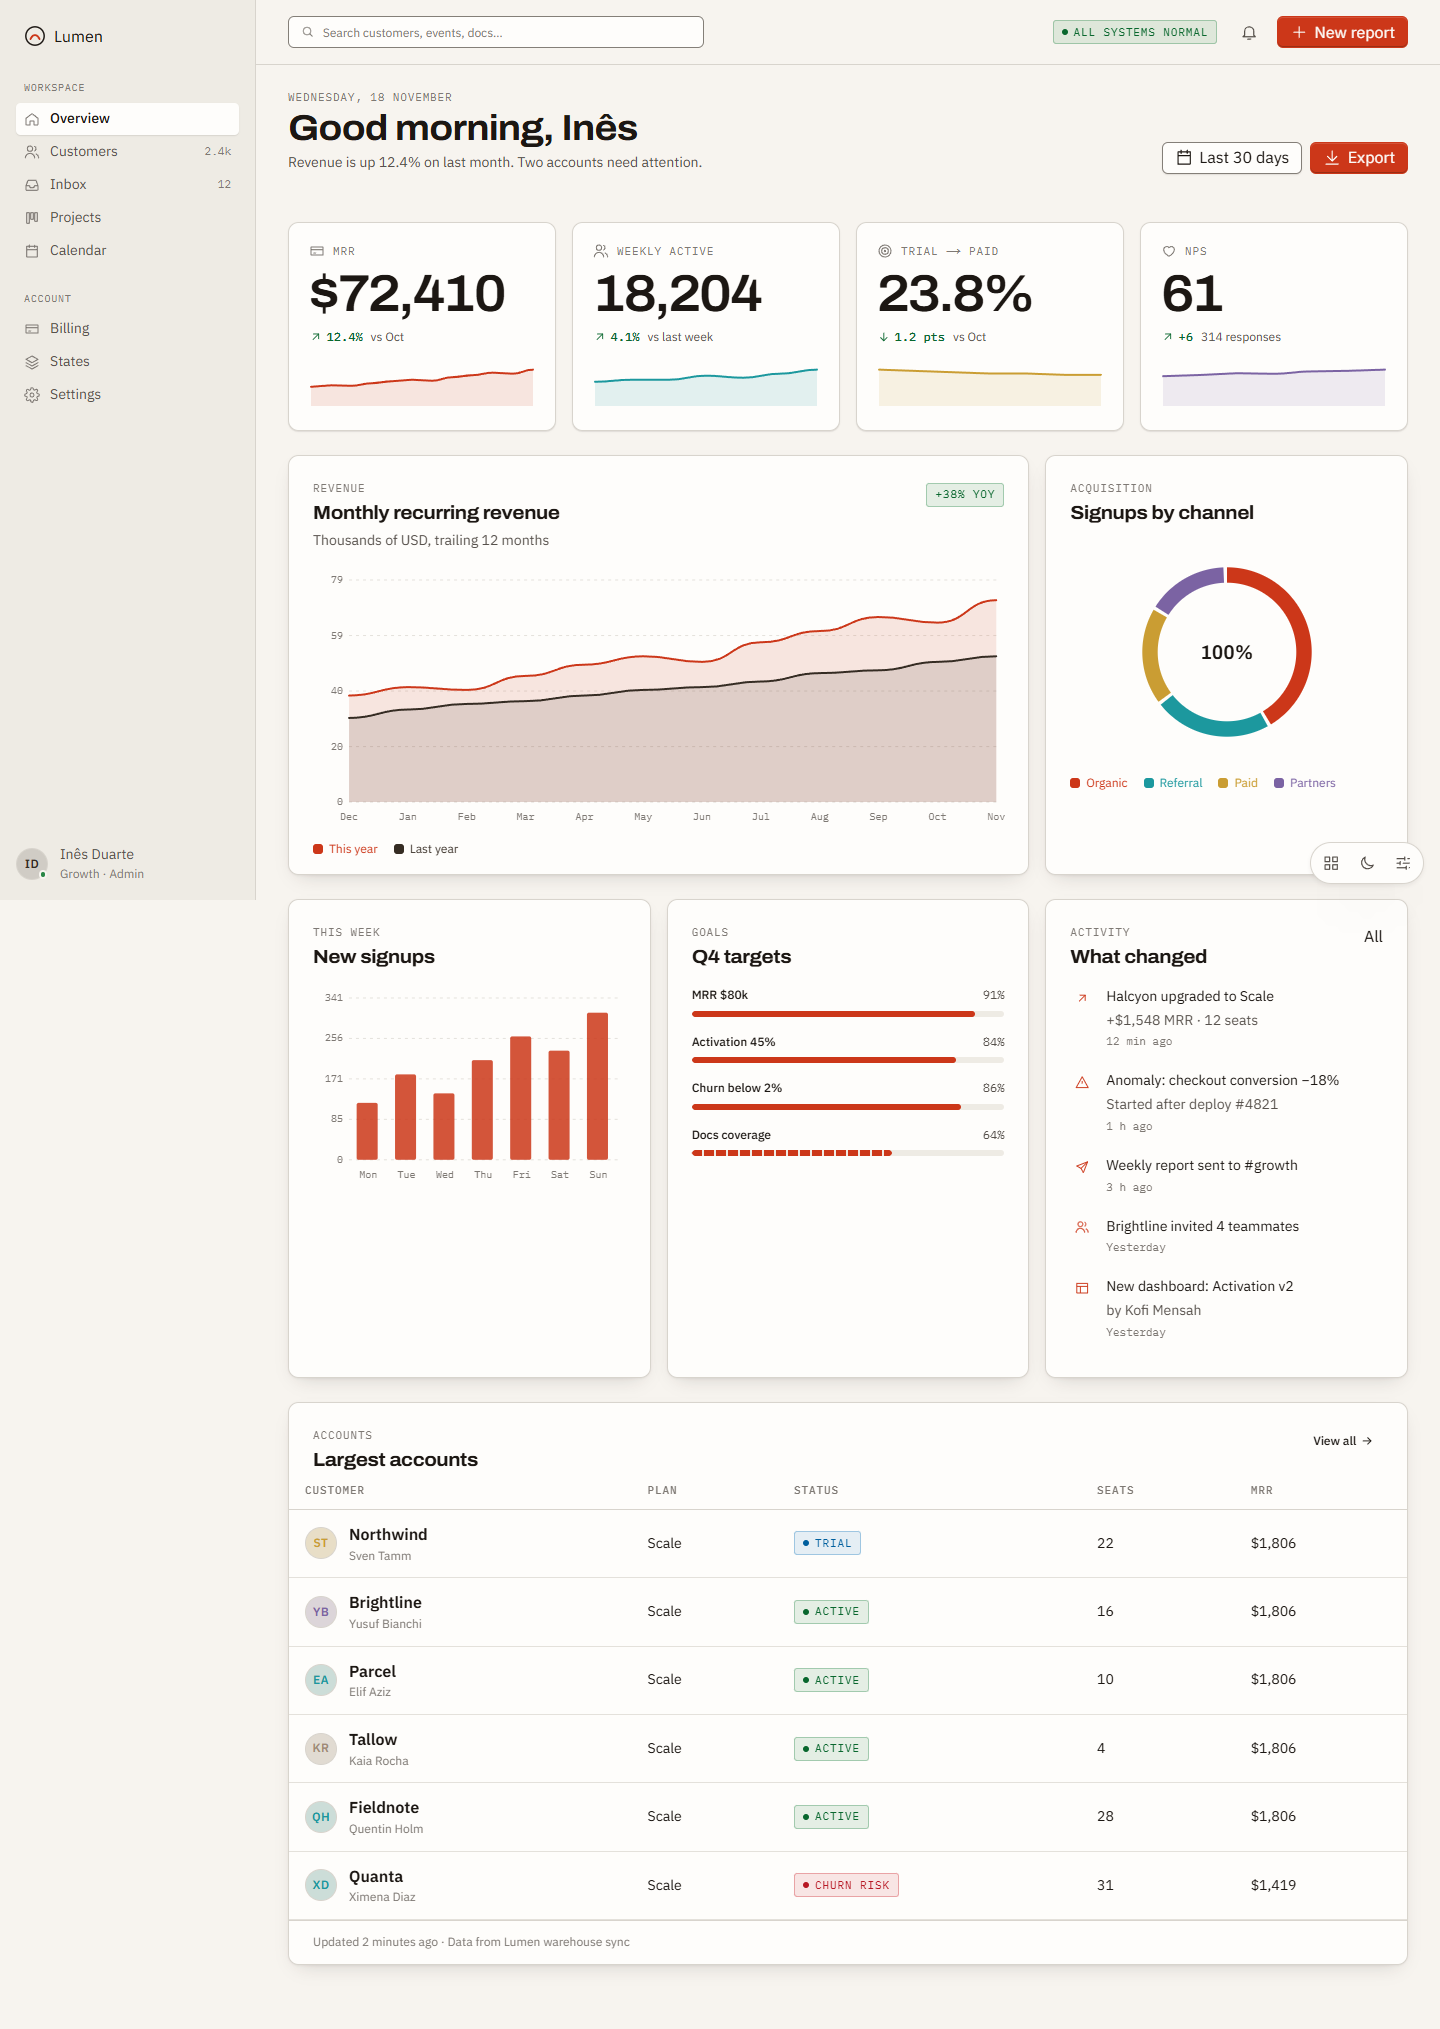 Lumen
WORKSPACE
Overview
Customers 2.4k
Inbox 12
Projects
Calendar
ACCOUNT
Billing
States
Settings
ID
Inês Duarte
Growth · Admin
Search customers, events, docs...
ALL SYSTEMS NORMAL
New report
WEDNESDAY, 18 NOVEMBER
Good morning, Inês
Revenue is up 12.4% on last month. Two accounts need attention.
Last 30 days
Export
MRR
$72,410
12.4% vs Oct
WEEKLY ACTIVE
18,204
4.1% vs last week
TRIAL → PAID
23.8%
↓ 1.2 pts vs Oct
NPS
61
+6 314 responses
REVENUE
Monthly recurring revenue
Thousands of USD, trailing 12 months
+38% YOY
79
59
40
20
0
Dec Jan Feb Mar Apr May Jun Jul Aug Sep Oct Nov
This year Last year
ACQUISITION
Signups by channel
100%
Organic Referral Paid Partners
THIS WEEK
New signups
341
256
171
85
0
Mon Tue Wed Thu Fri Sat Sun
GOALS
Q4 targets
MRR $80k 91%
Activation 45% 84%
Churn below 2% 86%
Docs coverage 64%
ACTIVITY
What changed
All
Halcyon upgraded to Scale
+$1,548 MRR · 12 seats
12 min ago
Anomaly: checkout conversion −18%
Started after deploy #4821
1 h ago
Weekly report sent to #growth
3 h ago
Brightline invited 4 teammates
Yesterday
New dashboard: Activation v2
by Kofi Mensah
Yesterday
ACCOUNTS
Largest accounts
View all →
CUSTOMER PLAN STATUS SEATS MRR
ST Northwind Scale TRIAL 22 $1,806
Sven Tamm
YB Brightline Scale ACTIVE 16 $1,806
Yusuf Bianchi
EA Parcel Scale ACTIVE 10 $1,806
Elif Aziz
KR Tallow Scale ACTIVE 4 $1,806
Kaia Rocha
QH Fieldnote Scale ACTIVE 28 $1,806
Quentin Holm
XD Quanta Scale CHURN RISK 31 $1,419
Ximena Diaz
Updated 2 minutes ago · Data from Lumen warehouse sync